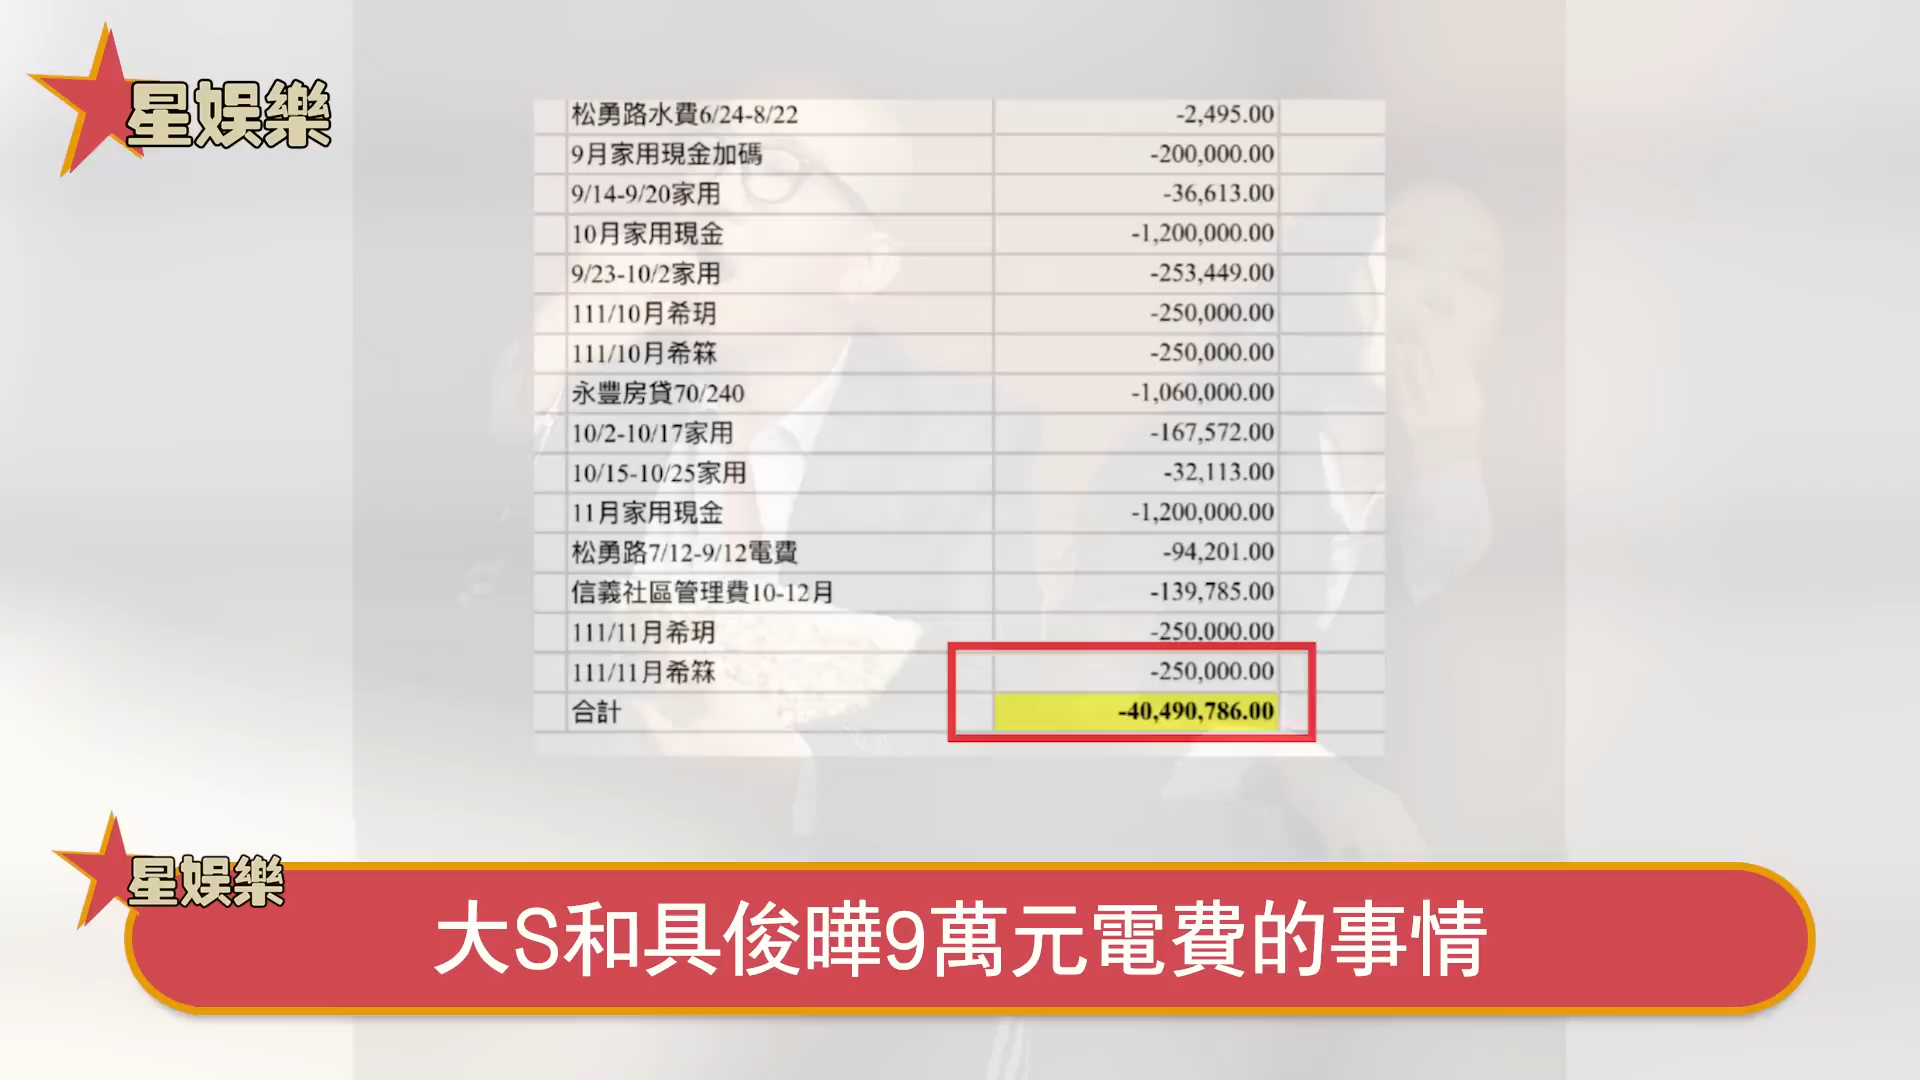 星娱樂
松勇路水費6/24-8/22 -2,495.00
9月家用現金加碼 -200,000.00
9/14-9/20家用 -36,613.00
10月家用現金 -1,200,000.00
9/23-10/2家用 -253,449.00
111/10月希玥 -250,000.00
111/10月希箖 -250,000.00
永豐房貸70/240 -1,060,000.00
10/2-10/17家用 -167,572.00
10/15-10/25家用 -32,113.00
11月家用現金 -1,200,000.00
松勇路7/12-9/12電費 -94,201.00
信義社區管理費10-12月 -139,785.00
111/11月希玥 -250,000.00
111/11月希箖 -250,000.00
合計 -40,490,786.00
星娱樂
大S和具俊曄9萬元電費的事情